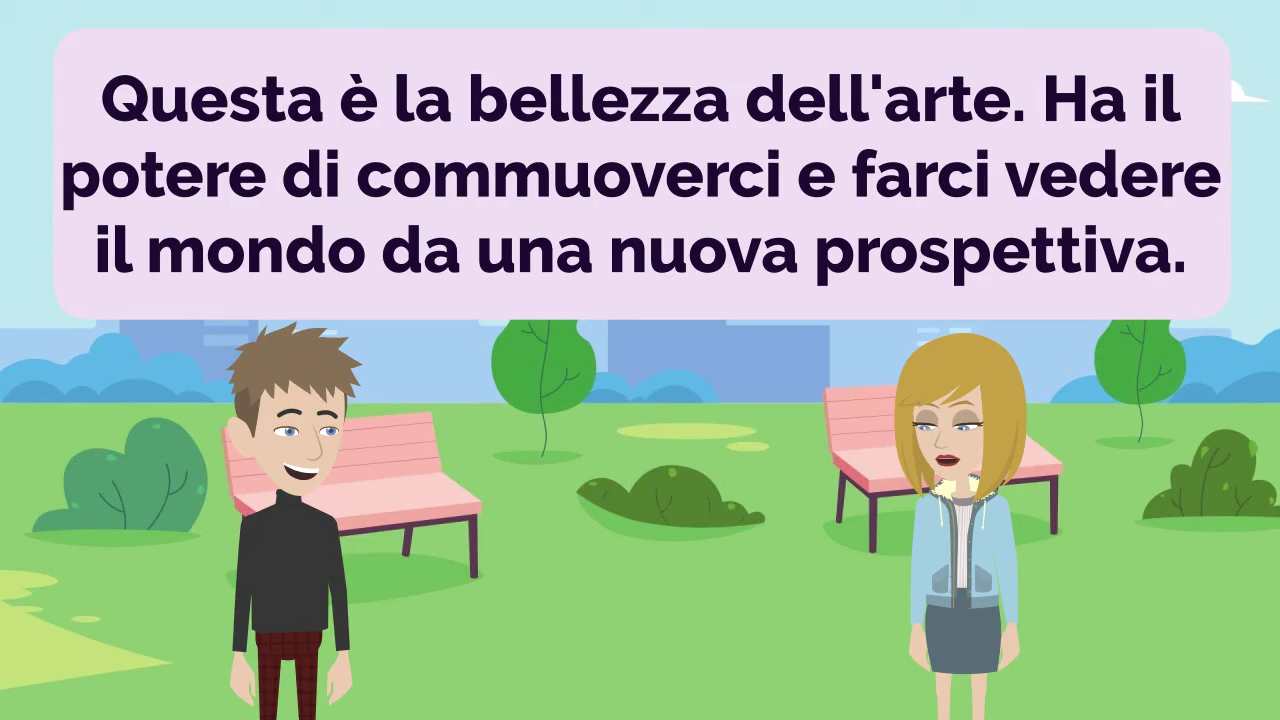 Questa è la bellezza dell'arte. Ha il
potere di commuoverci e farci vedere
il mondo da una nuova prospettiva.